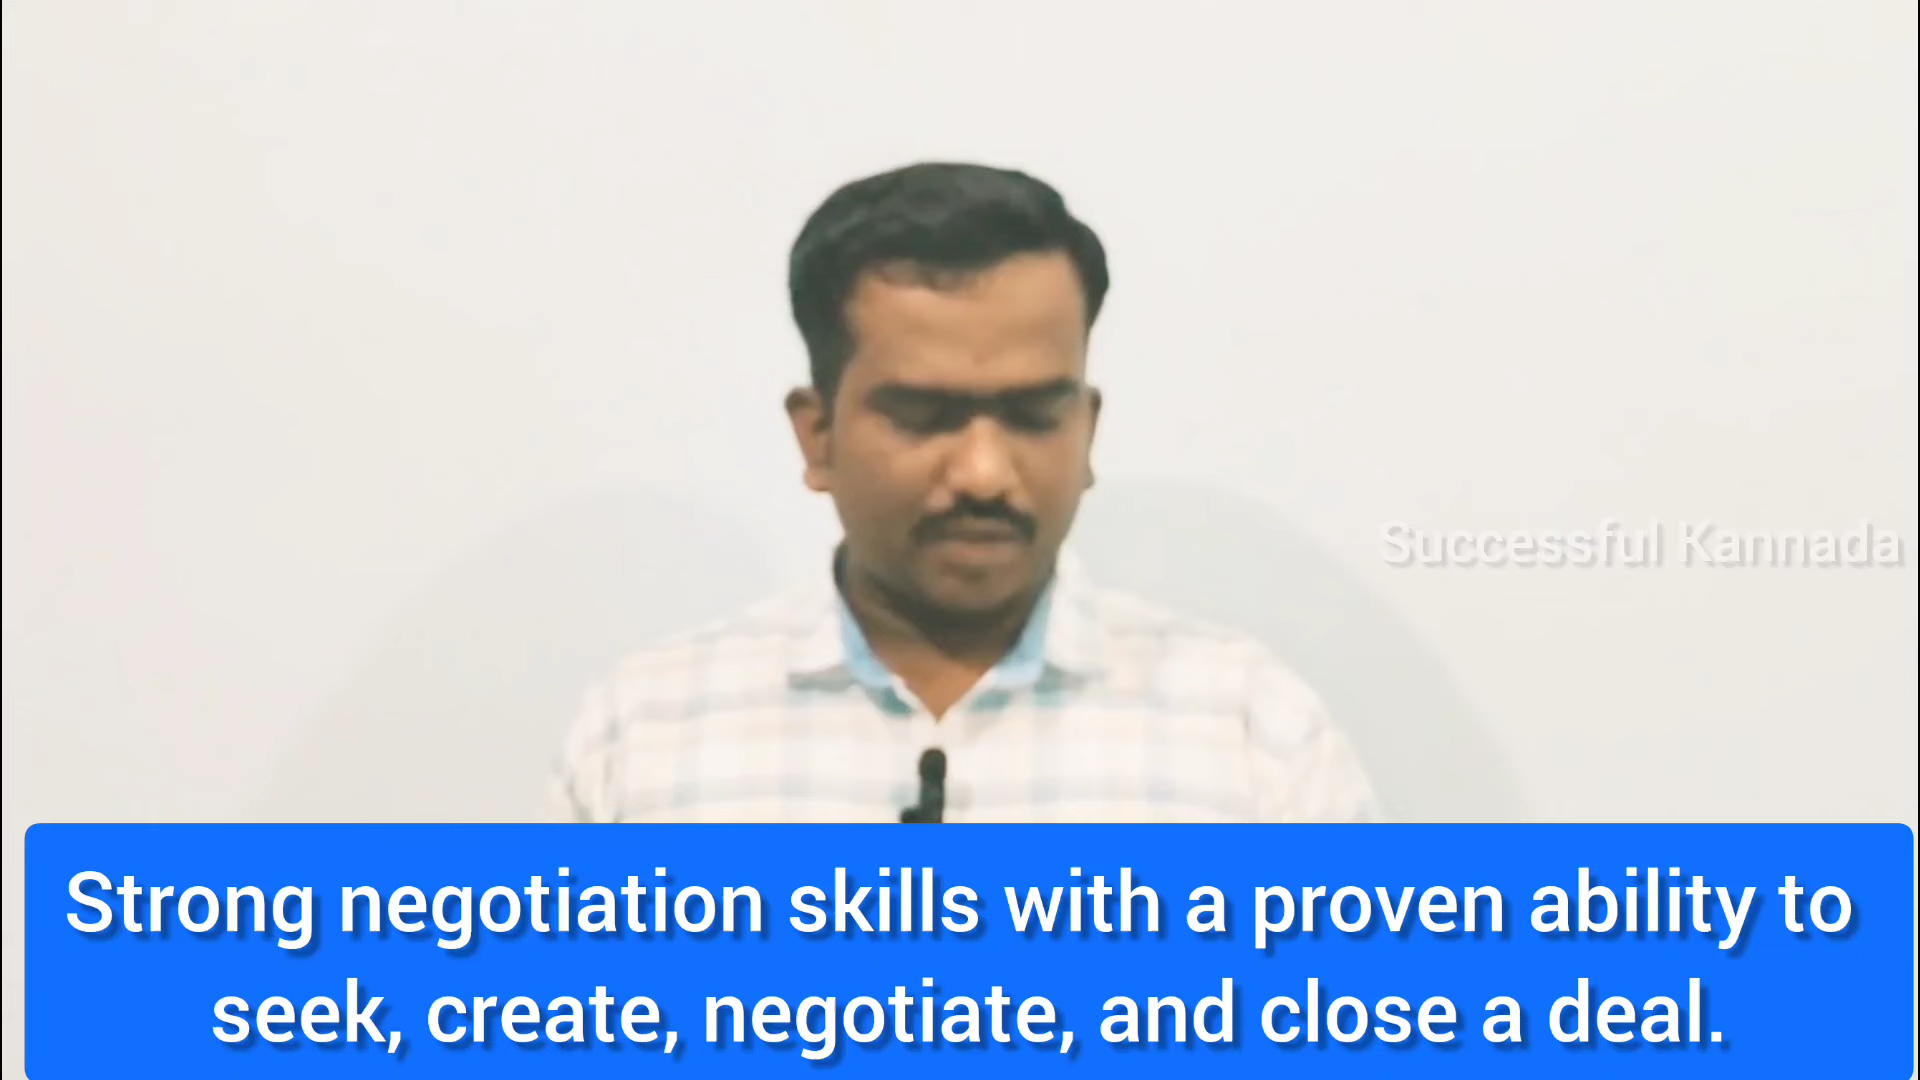 Successful Kannada
Strong negotiation skills with a proven ability to
seek, create, negotiate, and close a deal.